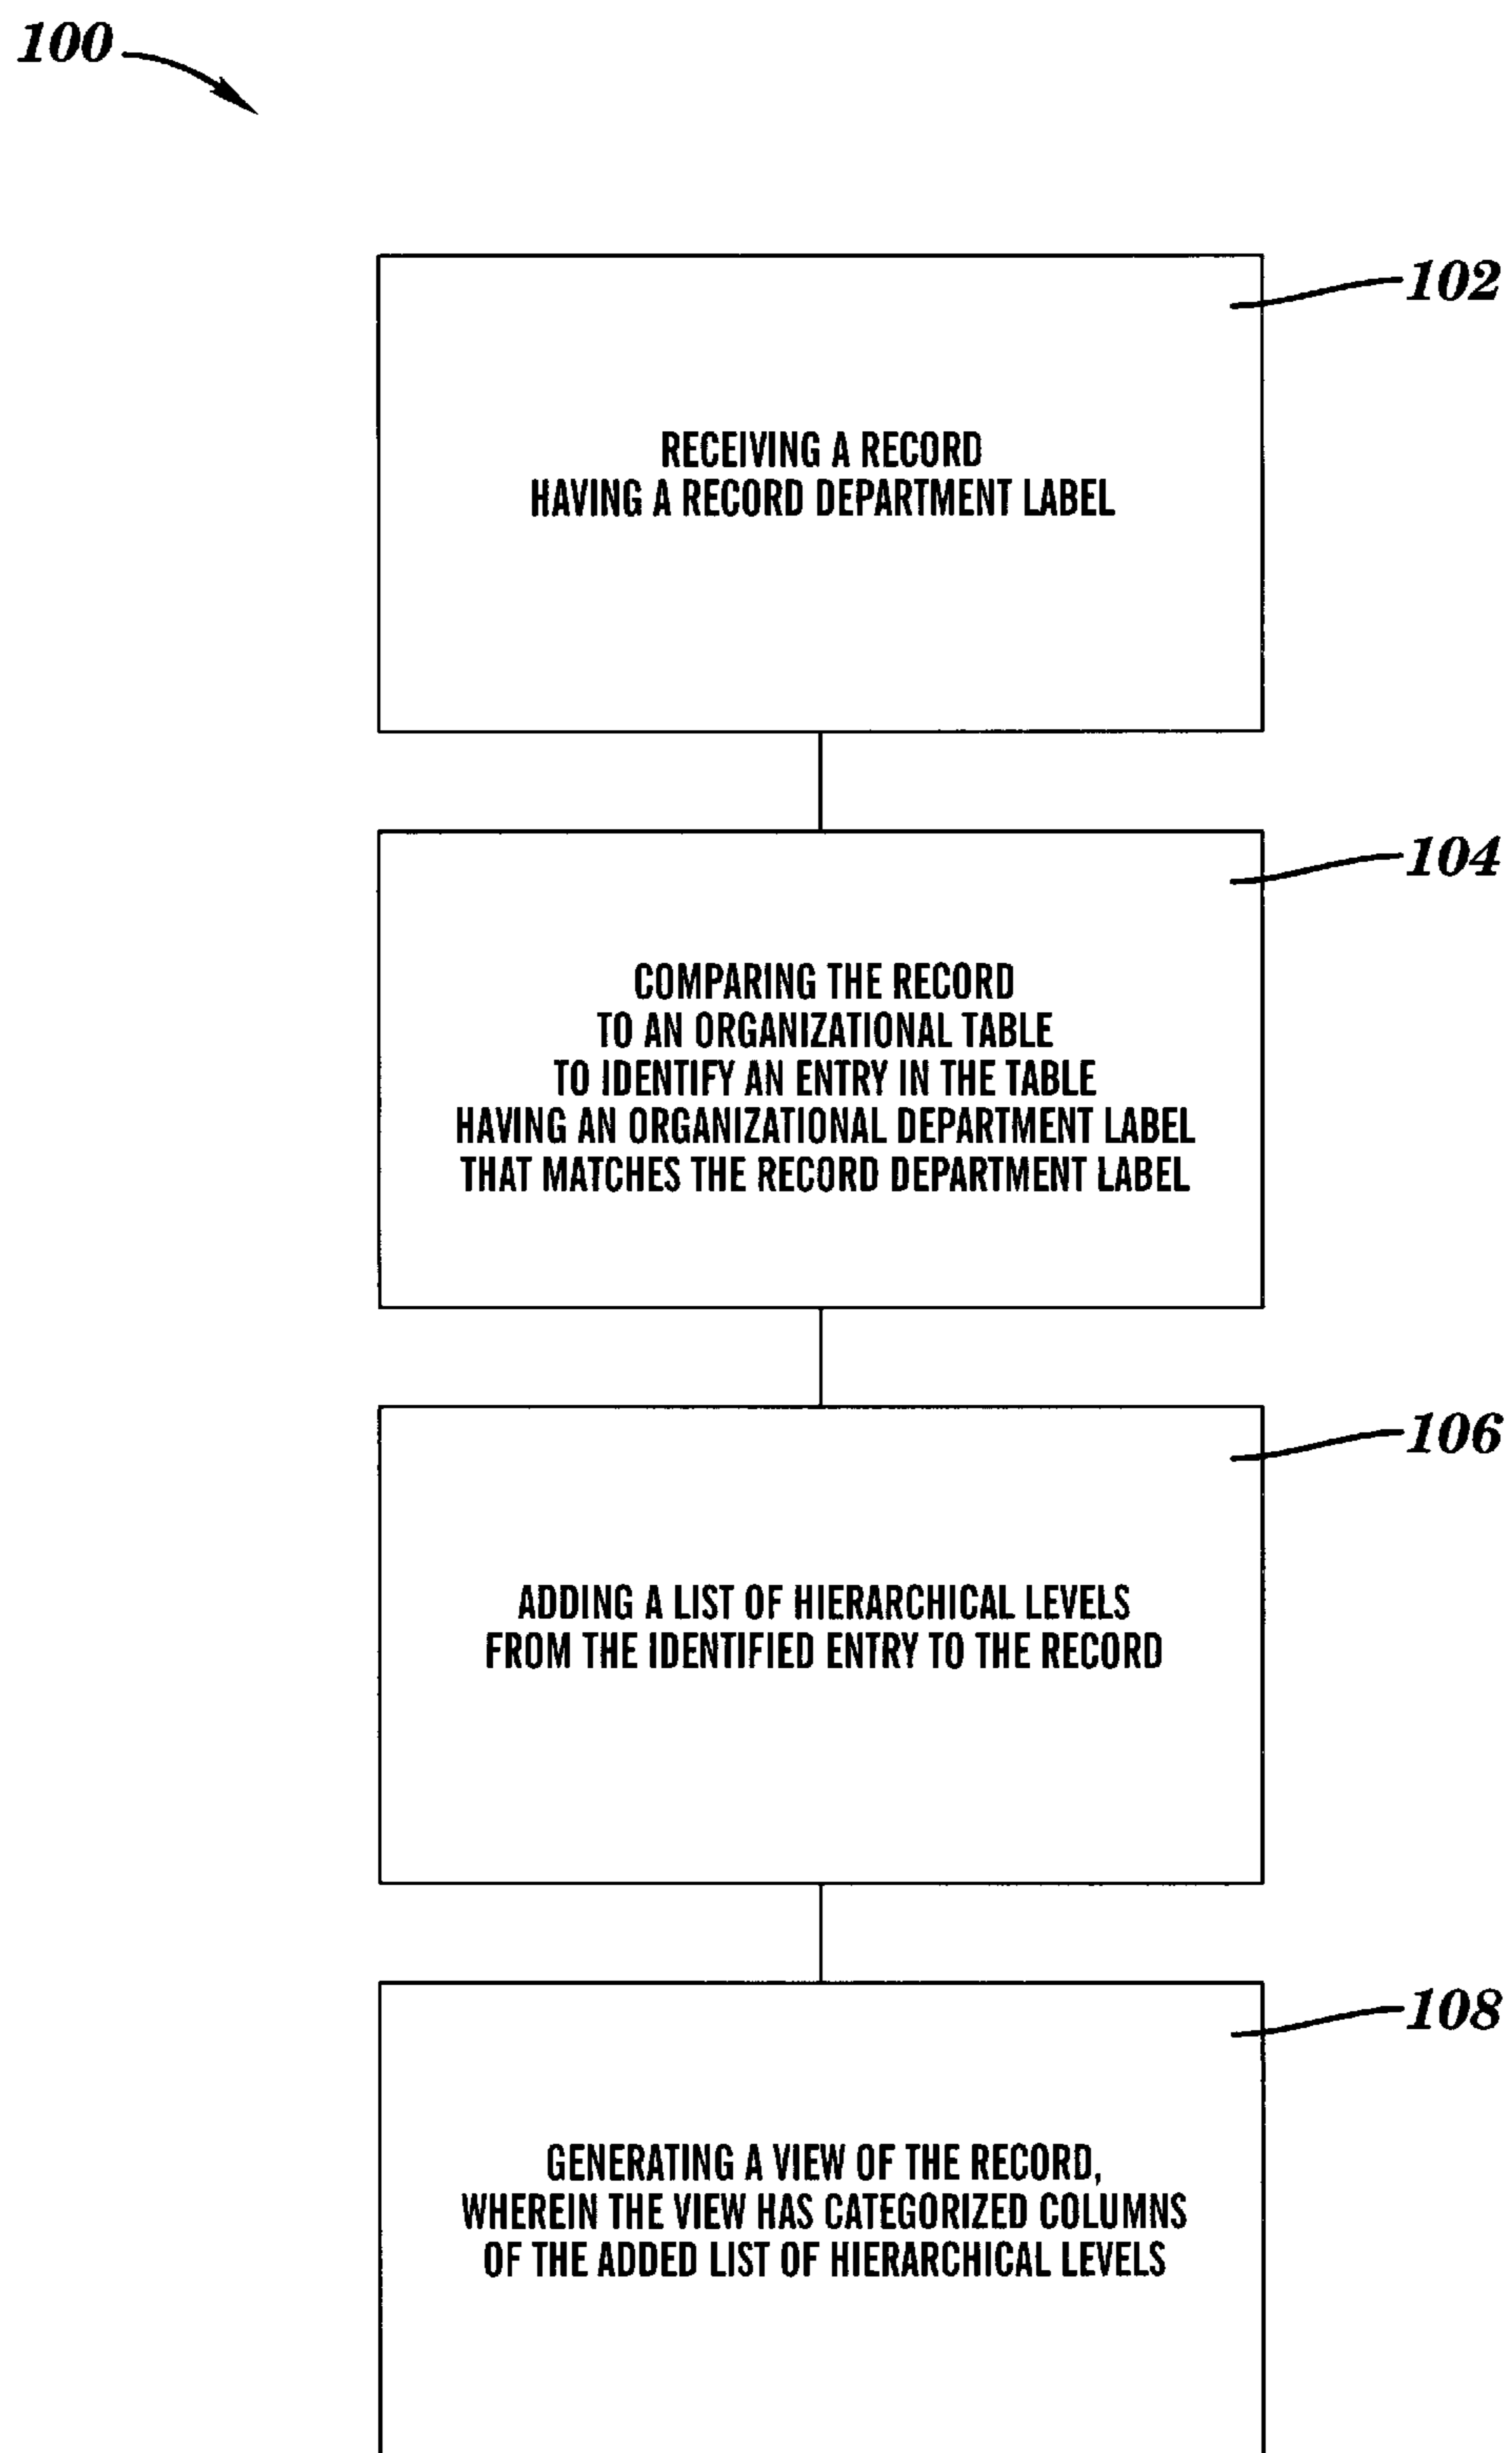 100
102
RECEIVING A RECORD
HAVING A RECORD DEPARTMENT LABEL
104
COMPARING THE RECORD
TO AN ORGANIZATIONAL TABLE
TO IDENTIFY AN ENTRY IN THE TABLE
HAVING AN ORGANIZATIONAL DEPARTMENT LABEL
THAT MATCHES THE RECORD DEPARTMENT LABEL
106
ADDING A LIST OF HIERARCHICAL LEVELS
FROM THE IDENTIFIED ENTRY TO THE RECORD
108
GENERATING A VIEW OF THE RECORD,
WHEREIN THE VIEW HAS CATEGORIZED COLUMNS
OF THE ADDED LIST OF HIERARCHICAL LEVELS